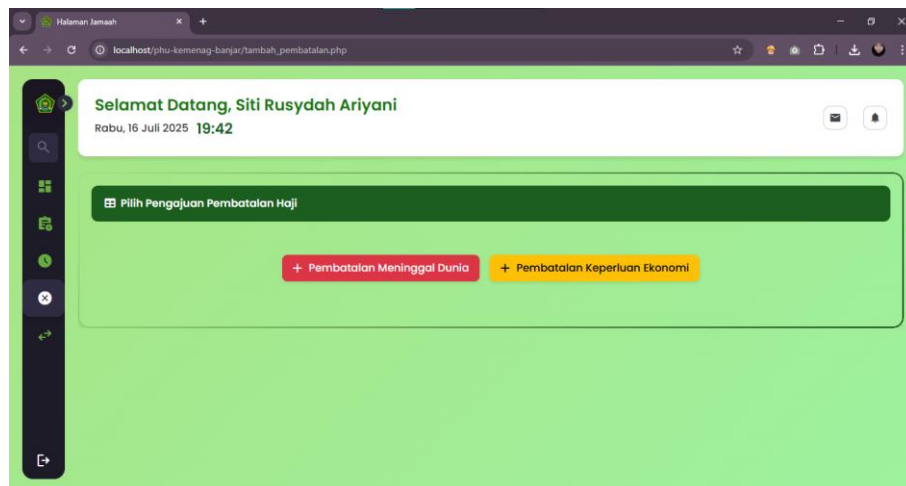 Halaman Jamaah
localhost/phu-kemenag-banjar/tambah_pembatalan.php
Selamat Datang, Siti Rusydah Ariyani
Rabu, 16 Juli 2025 19:42
Pilih Pengajuan Pembatalan Haji
+ Pembatalan Meninggal Dunia + Pembatalan Keperluan Ekonomi